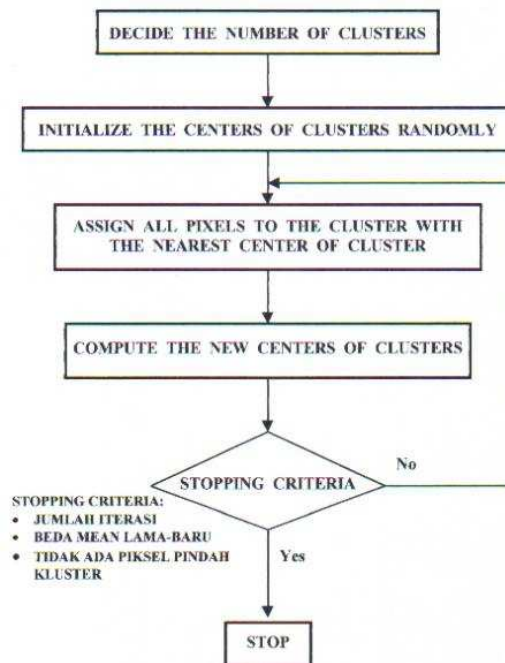 DECIDE THE NUMBER OF CLUSTERS
INITIALIZE THE CENTERS OF CLUSTERS RANDOMLY
ASSIGN ALL PIXELS TO THE CLUSTER WITH
THE NEAREST CENTER OF CLUSTER
COMPUTE THE NEW CENTERS OF CLUSTERS
STOPPING CRITERIA
No
STOPPING CRITERIA:
• JUMLAH ITERASI
• BEDA MEAN LAMA-BARU
• TIDAK ADA PIKSEL PINDAH
KLUSTER
Yes
STOP